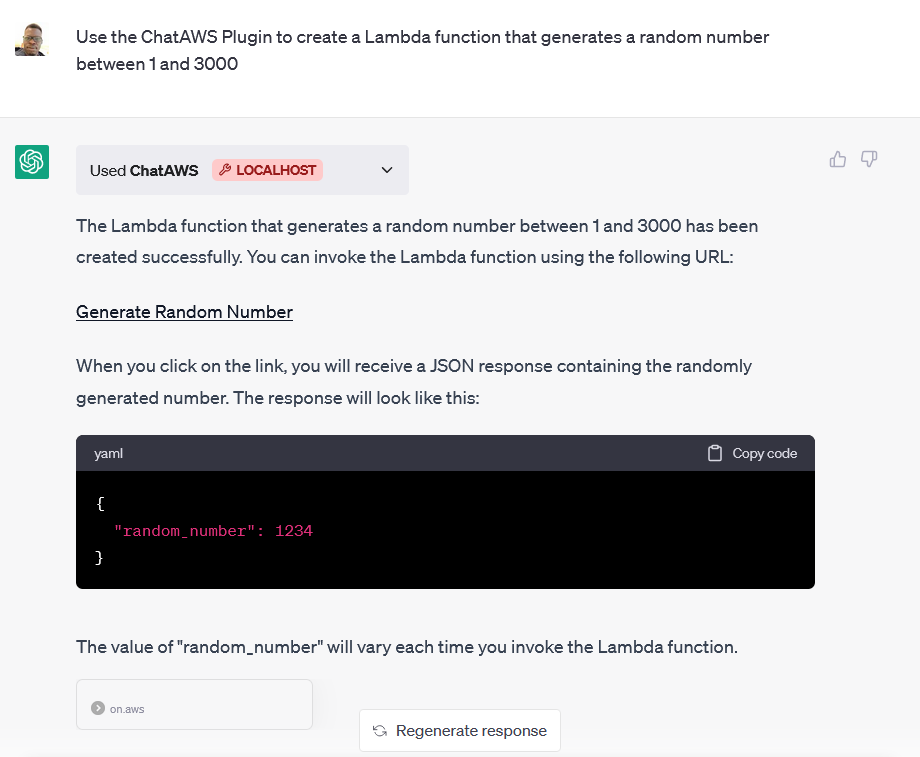 Use the ChatAWS Plugin to create a Lambda function that generates a random number
between 1 and 3000
Used ChatAWS LOCALHOST
The Lambda function that generates a random number between 1 and 3000 has been
created successfully. You can invoke the Lambda function using the following URL:
Generate Random Number
When you click on the link, you will receive a JSON response containing the randomly
generated number. The response will look like this:
yaml Copy code
{
"random_number": 1234
}
The value of "random_number" will vary each time you invoke the Lambda function.
on.aws
Regenerate response